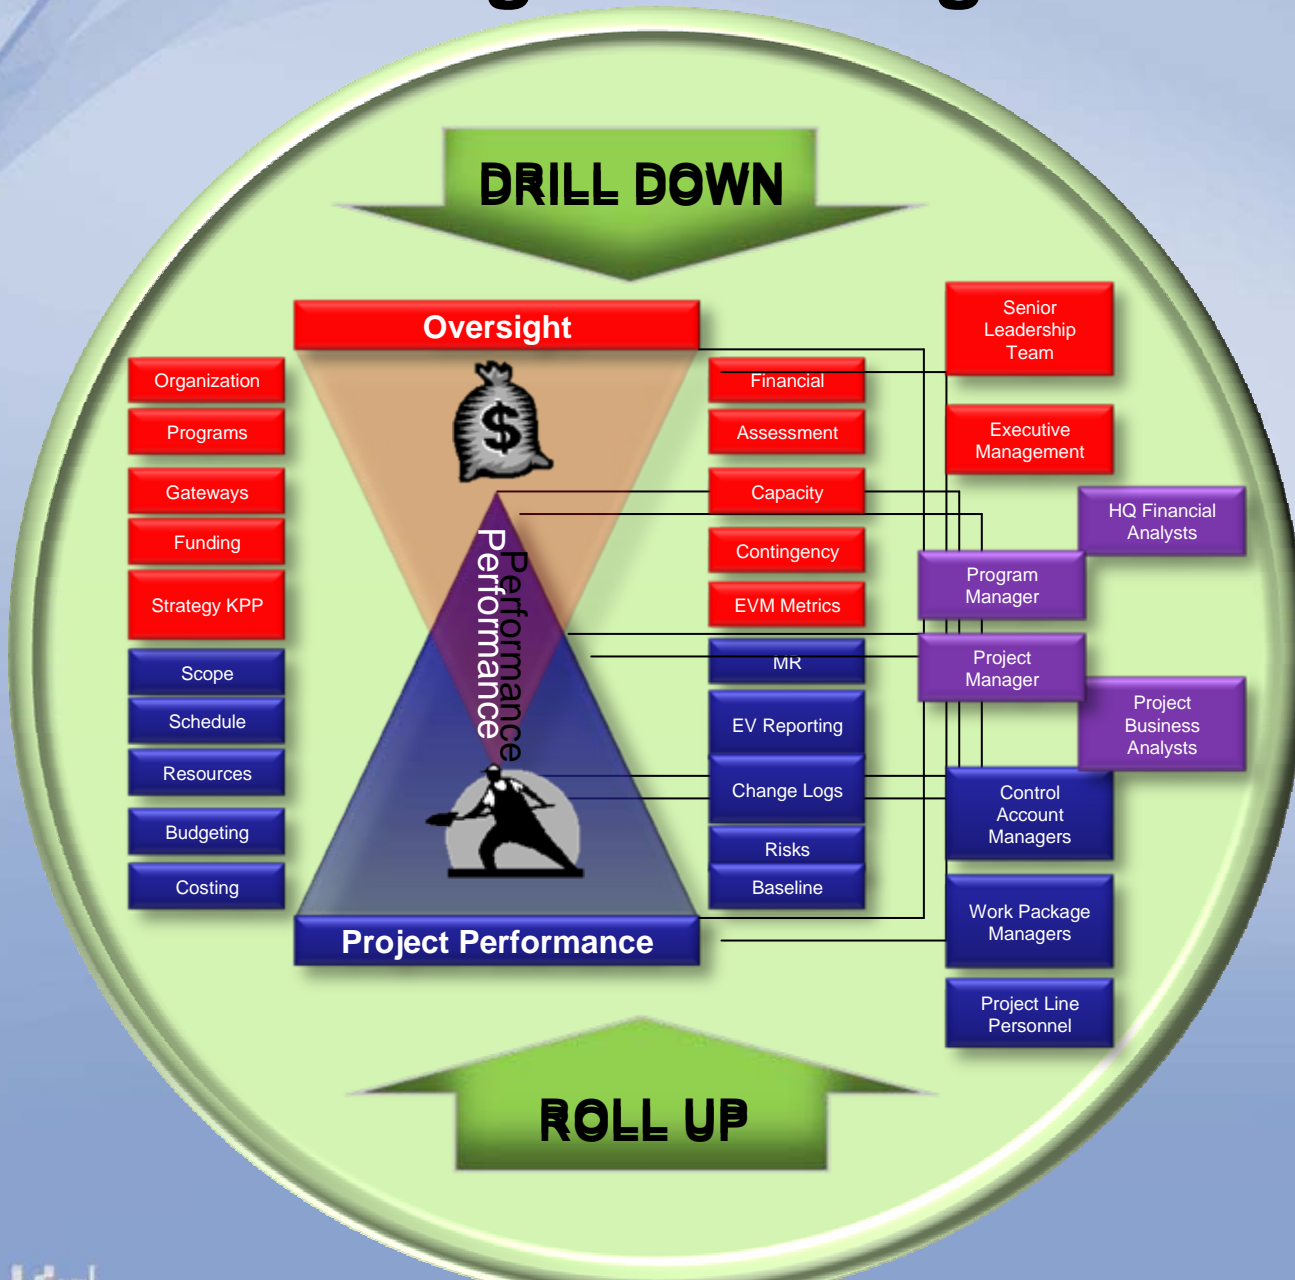 DRILL DOWN
Oversight
Organization
Programs
Gateways
Funding
Strategy KPP
Scope
Schedule
Resources
Budgeting
Costing
Performance
Performance
Financial
Assessment
Capacity
Contingency
EVM Metrics
MR
EV Reporting
Change Logs
Risks
Baseline
Senior
Leadership
Team
Executive
Management
HQ Financial
Analysts
Program
Manager
Project
Manager
Project
Business
Analysts
Control
Account
Managers
Work Package
Managers
Project Line
Personnel
Project Performance
ROLL UP